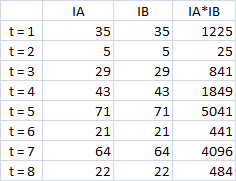 IA IB IA*IB
t = 1 35 35 1225
t = 2 5 5 25
t = 3 29 29 841
t = 4 43 43 1849
t = 5 71 71 5041
t = 6 21 21 441
t = 7 64 64 4096
t = 8 22 22 484